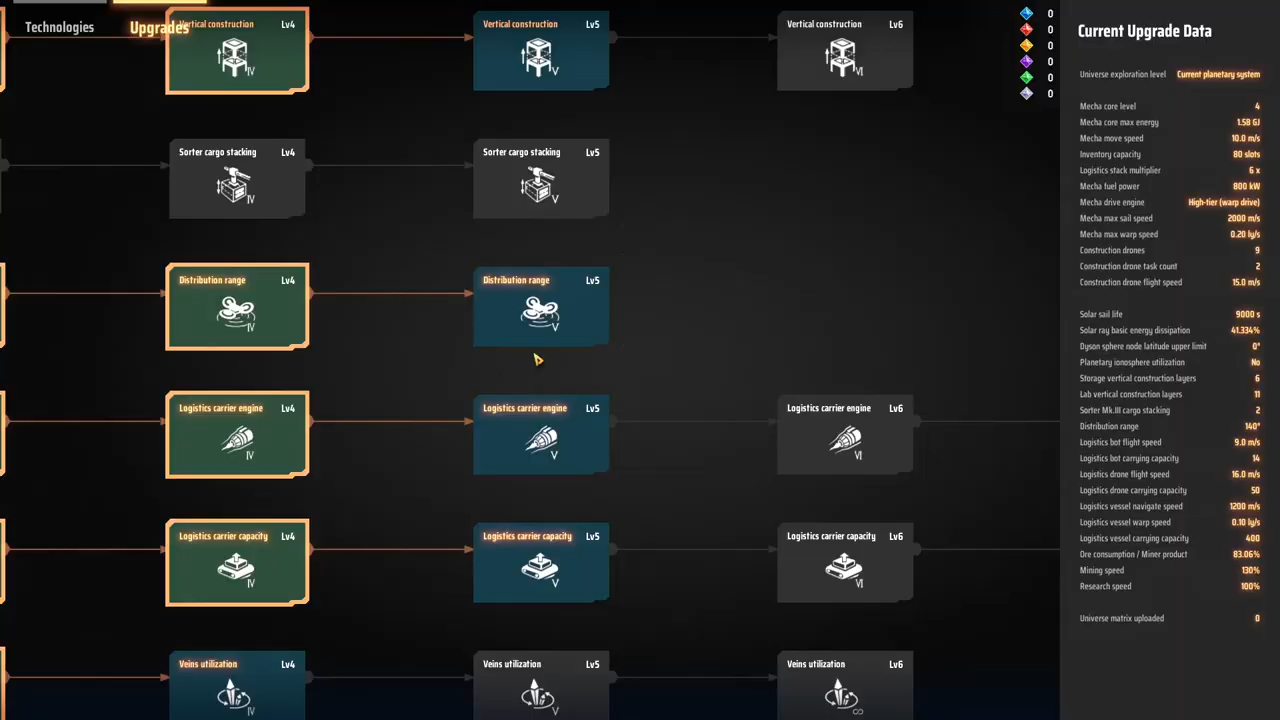 Technologies
Upgrades
Vertical construction Lv4
IV
Vertical construction Lv5
V
Vertical construction Lv6
VI
Sorter cargo stacking Lv4
IV
Sorter cargo stacking Lv5
V
Distribution range Lv4
IV
Distribution range Lv5
V
Logistics carrier engine Lv4
IV
Logistics carrier engine Lv5
V
Logistics carrier engine Lv6
VI
Logistics carrier capacity Lv4
IV
Logistics carrier capacity Lv5
V
Logistics carrier capacity Lv6
VI
Veins utilization Lv4
IV
Veins utilization Lv5
V
Veins utilization Lv6
∞
0
0
0
0
0
0
Current Upgrade Data
Universe exploration level Current planetary system
Mecha core level 4
Mecha core max energy 1.58 GJ
Mecha move speed 10.0 m/s
Inventory capacity 80 slots
Logistics stack multiplier 6 x
Mecha fuel power 800 kW
Mecha drive engine High-tier (warp drive)
Mecha max sail speed 2000 m/s
Mecha max warp speed 0.20 ly/s
Construction drones 9
Construction drone task count 2
Construction drone flight speed 15.0 m/s
Solar sail life 9000 s
Solar ray basic energy dissipation 41.334%
Dyson sphere node latitude upper limit 0°
Planetary ionosphere utilization No
Storage vertical construction layers 6
Lab vertical construction layers 11
Sorter Mk.III cargo stacking 2
Distribution range 140°
Logistics bot flight speed 9.0 m/s
Logistics bot carrying capacity 14
Logistics drone flight speed 16.0 m/s
Logistics drone carrying capacity 50
Logistics vessel navigate speed 1200 m/s
Logistics vessel warp speed 0.10 ly/s
Logistics vessel carrying capacity 400
Ore consumption / Miner product 83.06%
Mining speed 130%
Research speed 100%
Universe matrix uploaded 0